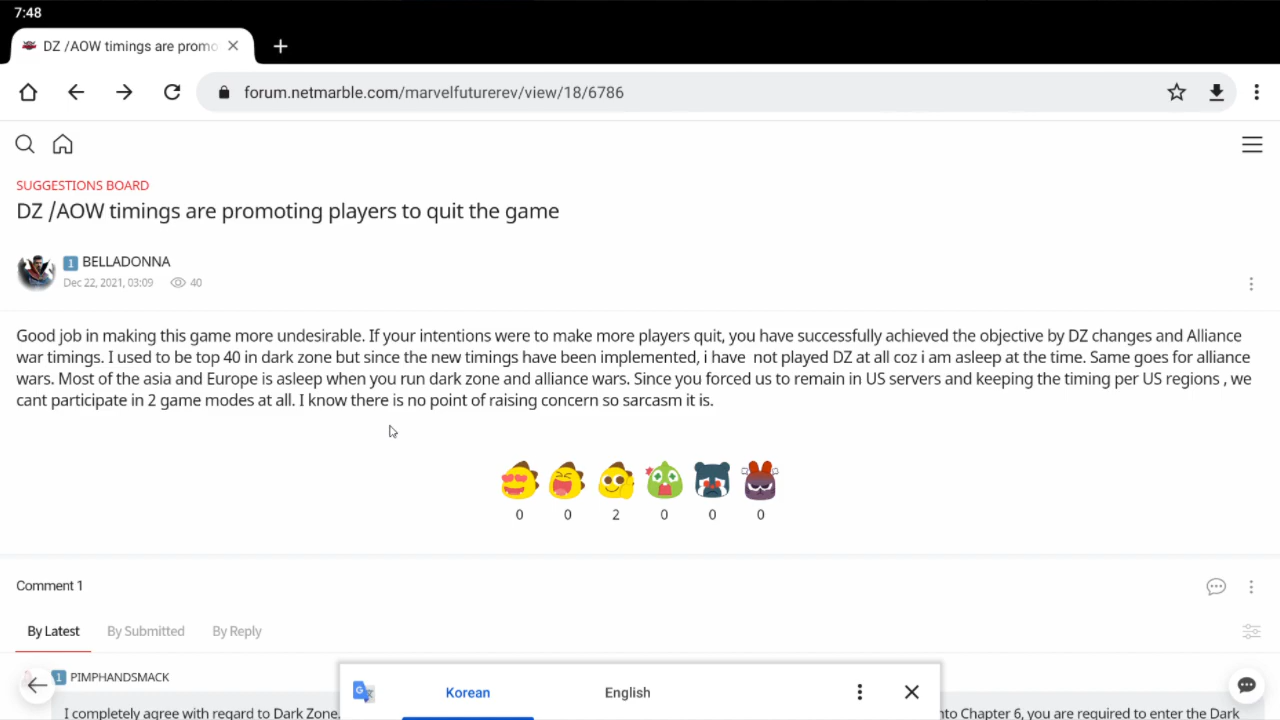 7:48
DZ /AOW timings are promo
forum.netmarble.com/marvelfuturerev/view/18/6786
SUGGESTIONS BOARD
DZ /AOW timings are promoting players to quit the game
1 BELLADONNA
Dec 22, 2021, 03:09 40
Good job in making this game more undesirable. If your intentions were to make more players quit, you have successfully achieved the objective by DZ changes and Alliance
war timings. I used to be top 40 in dark zone but since the new timings have been implemented, i have not played DZ at all coz i am asleep at the time. Same goes for alliance
wars. Most of the asia and Europe is asleep when you run dark zone and alliance wars. Since you forced us to remain in US servers and keeping the timing per US regions , we
cant participate in 2 game modes at all. I know there is no point of raising concern so sarcasm it is.
0 0 2 0 0 0
Comment 1
By Latest By Submitted By Reply
1 PIMPHANDSMACK
Korean English
I completely agree with regard to Dark Zone. nto Chapter 6, you are required to enter the Dark